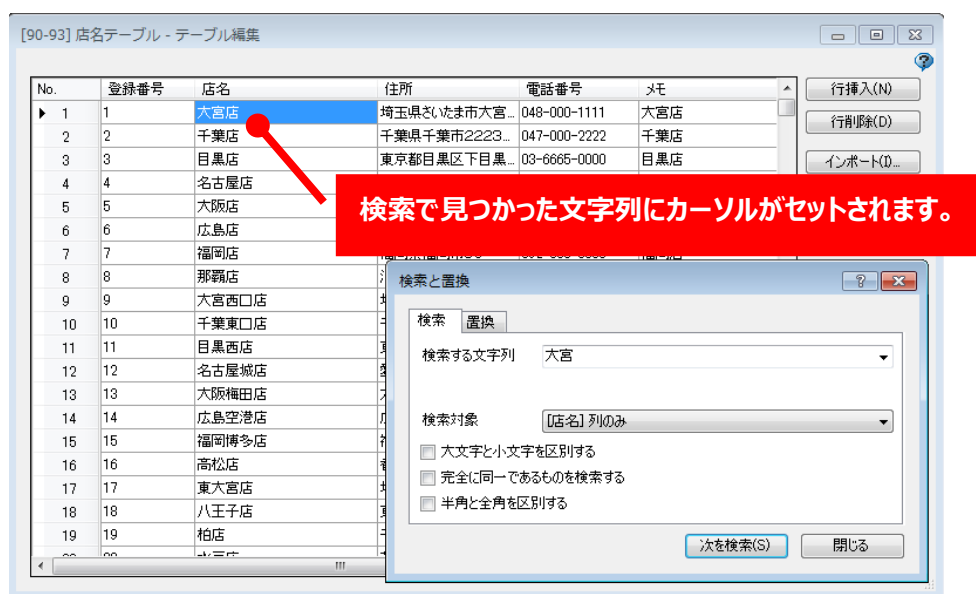 [90-93] 店名テーブル - テーブル編集
No. 登録番号 店名 住所 電話番号 メモ
行挿入(N)
1 1 大宮店 埼玉県さいたま市大宮... 048-000-1111 大宮店
行削除(D)
2 2 千葉店 千葉県千葉市2223... 047-000-2222 千葉店
3 3 目黒店 東京都目黒区下目黒... 03-6665-0000 目黒店
インポート(I)...
4 4 名古屋店
5 5 大阪店
検索で見つかった文字列にカーソルがセットされます。
6 6 広島店
7 7 福岡店
8 8 那覇店
9 9 大宮西口店
10 10 千葉東口店
11 11 目黒西店
12 12 名古屋城店
13 13 大阪梅田店
14 14 広島空港店
15 15 福岡博多店
16 16 高松店
17 17 東大宮店
18 18 八王子店
19 19 柏店
検索と置換
検索 置換
検索する文字列 大宮
検索対象 [店名] 列のみ
大文字と小文字を区別する
完全に同一であるものを検索する
半角と全角を区別する
次を検索(S) 閉じる